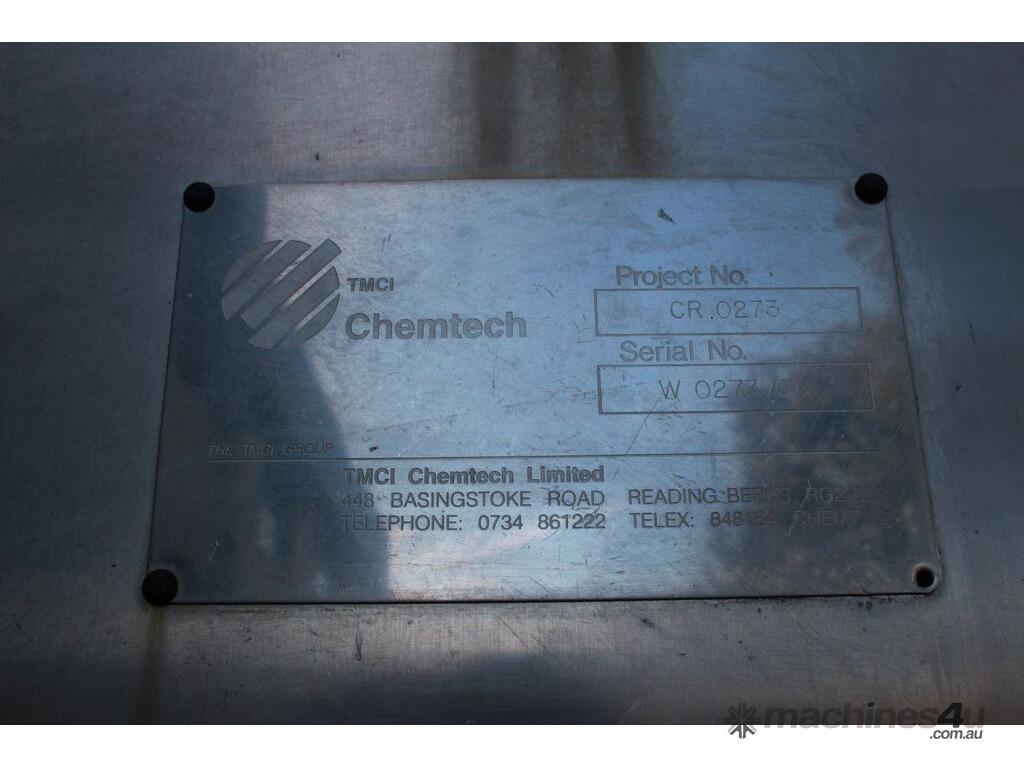 TMCI
Chemtech
Project No.
CR.0273
Serial No.
W
THE TMCI GROUP
TMCI Chemtech Limited
448 BASINGSTOKE ROAD READING BERKS
TELEPHONE: 0734 861222 TELEX:
machines4u
.com.au